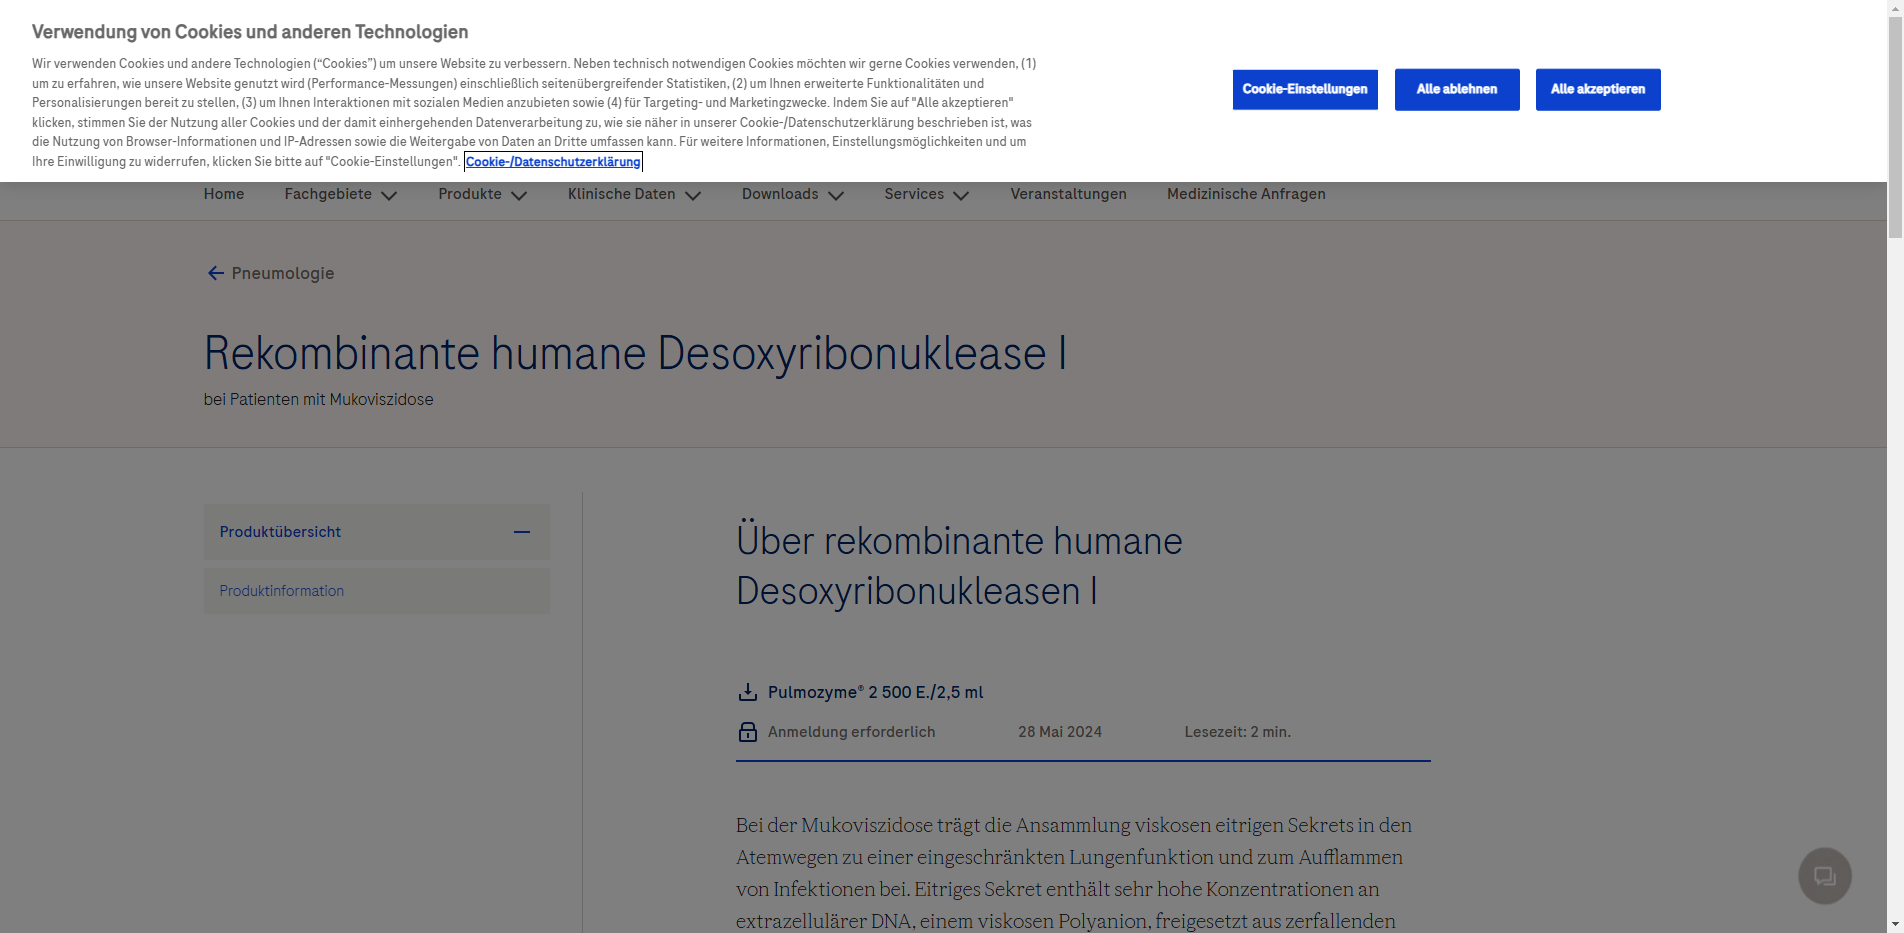 Verwendung von Cookies und anderen Technologien
Wir verwenden Cookies und andere Technologien (“Cookies”) um unsere Website zu verbessern. Neben technisch notwendigen Cookies möchten wir gerne Cookies verwenden, (1)
um zu erfahren, wie unsere Website genutzt wird (Performance-Messungen) einschließlich seitenübergreifender Statistiken, (2) um Ihnen erweiterte Funktionalitäten und
Personalisierungen bereit zu stellen, (3) um Ihnen Interaktionen mit sozialen Medien anzubieten sowie (4) für Targeting- und Marketingzwecke. Indem Sie auf "Alle akzeptieren"
klicken, stimmen Sie der Nutzung aller Cookies und der damit einhergehenden Datenverarbeitung zu, wie sie näher in unserer Cookie-/Datenschutzerklärung beschrieben ist, was
die Nutzung von Browser-Informationen und IP-Adressen sowie die Weitergabe von Daten an Dritte umfassen kann. Für weitere Informationen, Einstellungsmöglichkeiten und um
Ihre Einwilligung zu widerrufen, klicken Sie bitte auf "Cookie-Einstellungen". Cookie-/Datenschutzerklärung
Cookie-Einstellungen
Alle ablehnen
Alle akzeptieren
Home
Fachgebiete
Produkte
Klinische Daten
Downloads
Services
Veranstaltungen
Medizinische Anfragen
Pneumologie
Rekombinante humane Desoxyribonuklease I
bei Patienten mit Mukoviszidose
Produktübersicht
Produktinformation
Über rekombinante humane
Desoxyribonukleasen I
Pulmozyme® 2 500 E./2,5 ml
Anmeldung erforderlich
28 Mai 2024
Lesezeit: 2 min.
Bei der Mukoviszidose trägt die Ansammlung viskosen eitrigen Sekrets in den
Atemwegen zu einer eingeschränkten Lungenfunktion und zum Aufflammen
von Infektionen bei. Eitriges Sekret enthält sehr hohe Konzentrationen an
extrazellulärer DNA, einem viskosen Polyanion, freigesetzt aus zerfallenden